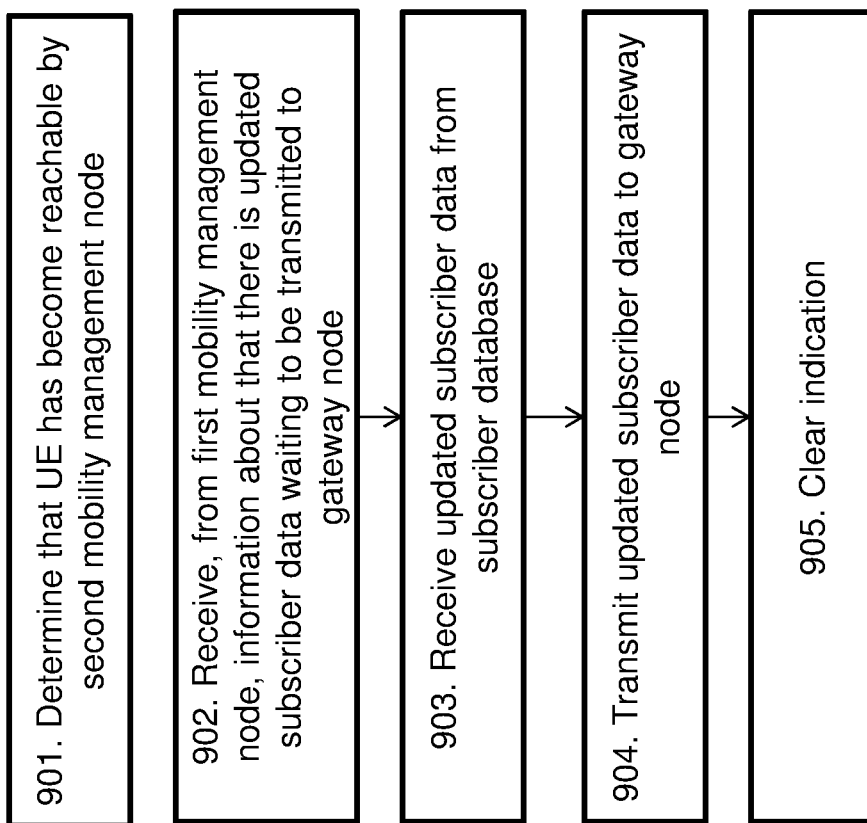 901. Determine that UE has become reachable by
second mobility management node
902. Receive, from first mobility management
node, information about that there is updated
subscriber data waiting to be transmitted to
gateway node
903. Receive updated subscriber data from
subscriber database
904. Transmit updated subscriber data to gateway
node
905. Clear indication